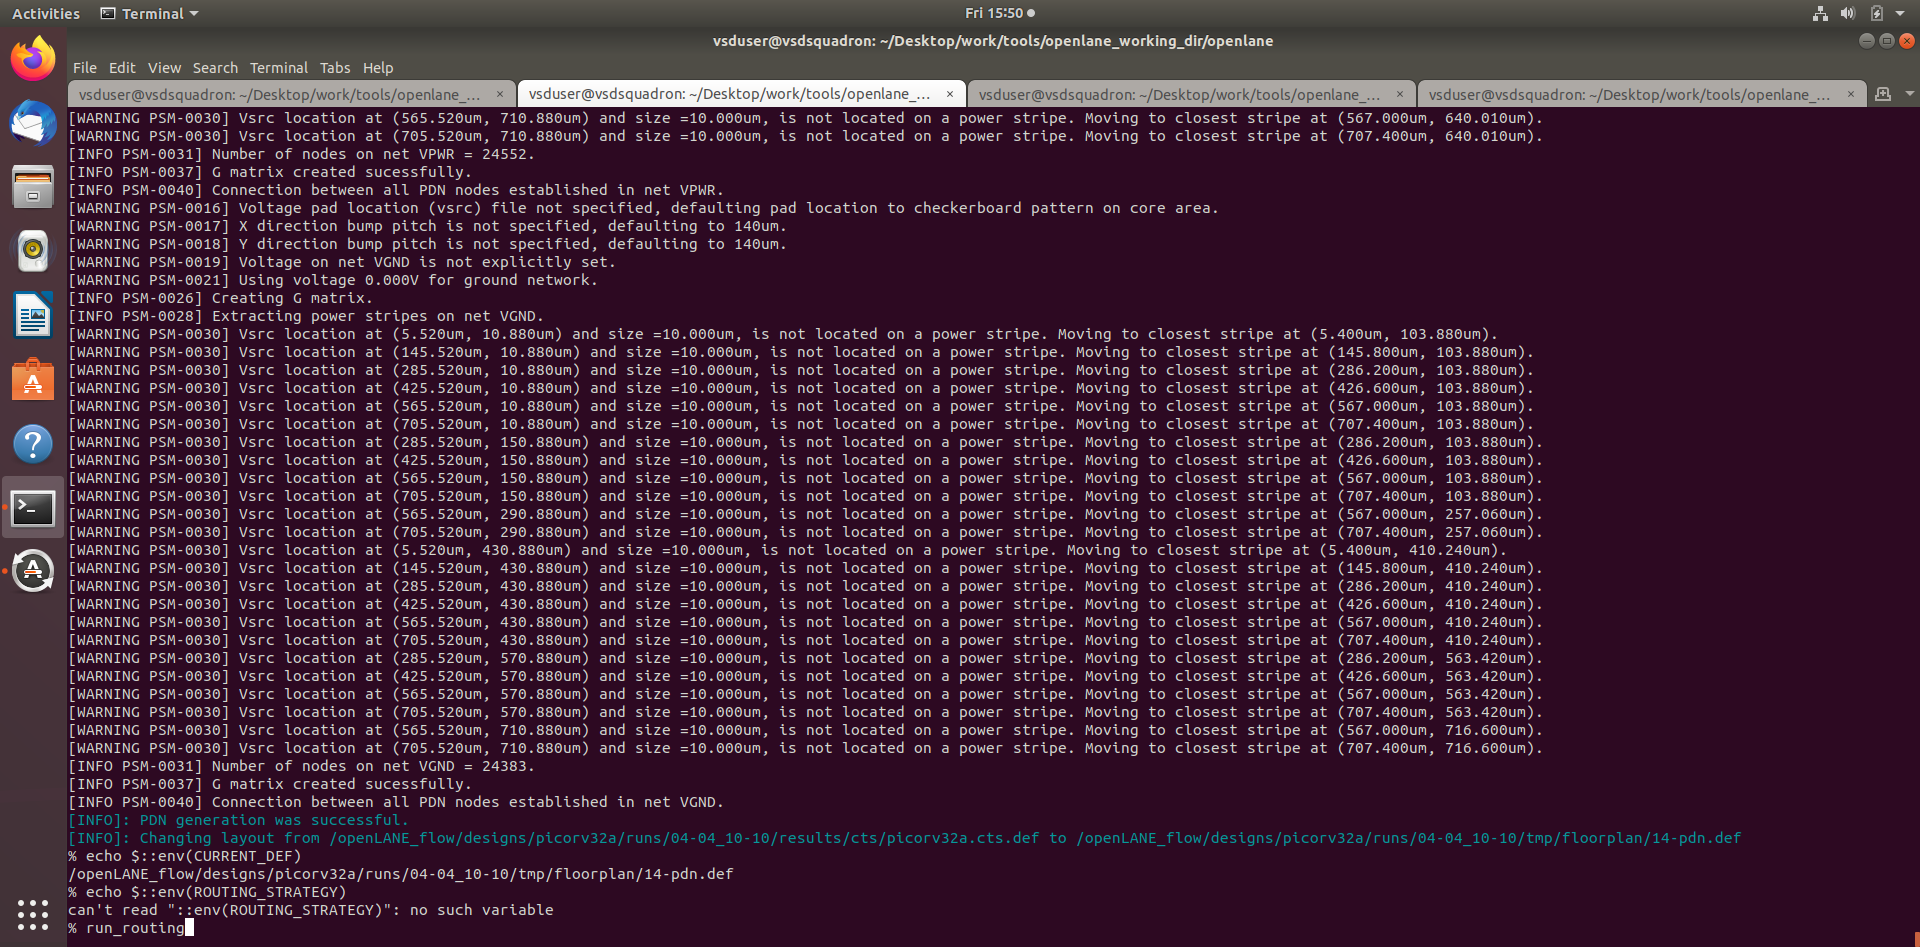 Activities Terminal Fri 15:50
vsduser@vsdsquadron: ~/Desktop/work/tools/openlane_working_dir/openlane
File Edit View Search Terminal Tabs Help
vsduser@vsdsquadron: ~/Desktop/work/tools/openlane_... × vsduser@vsdsquadron: ~/Desktop/work/tools/openlane_... × vsduser@vsdsquadron: ~/Desktop/work/tools/openlane_... × vsduser@vsdsquadron: ~/Desktop/work/tools/openlane_... ×
[WARNING PSM-0030] Vsrc location at (565.520um, 710.880um) and size =10.000um, is not located on a power stripe. Moving to closest stripe at (567.000um, 640.010um).
[WARNING PSM-0030] Vsrc location at (705.520um, 710.880um) and size =10.000um, is not located on a power stripe. Moving to closest stripe at (707.400um, 640.010um).
[INFO PSM-0031] Number of nodes on net VPWR = 24552.
[INFO PSM-0037] G matrix created sucessfully.
[INFO PSM-0040] Connection between all PDN nodes established in net VPWR.
[WARNING PSM-0016] Voltage pad location (vsrc) file not specified, defaulting pad location to checkerboard pattern on core area.
[WARNING PSM-0017] X direction bump pitch is not specified, defaulting to 140um.
[WARNING PSM-0018] Y direction bump pitch is not specified, defaulting to 140um.
[WARNING PSM-0019] Voltage on net VGND is not explicitly set.
[WARNING PSM-0021] Using voltage 0.000V for ground network.
[INFO PSM-0026] Creating G matrix.
[INFO PSM-0028] Extracting power stripes on net VGND.
[WARNING PSM-0030] Vsrc location at (5.520um, 10.880um) and size =10.000um, is not located on a power stripe. Moving to closest stripe at (5.400um, 103.880um).
[WARNING PSM-0030] Vsrc location at (145.520um, 10.880um) and size =10.000um, is not located on a power stripe. Moving to closest stripe at (145.800um, 103.880um).
[WARNING PSM-0030] Vsrc location at (285.520um, 10.880um) and size =10.000um, is not located on a power stripe. Moving to closest stripe at (286.200um, 103.880um).
[WARNING PSM-0030] Vsrc location at (425.520um, 10.880um) and size =10.000um, is not located on a power stripe. Moving to closest stripe at (426.600um, 103.880um).
[WARNING PSM-0030] Vsrc location at (565.520um, 10.880um) and size =10.000um, is not located on a power stripe. Moving to closest stripe at (567.000um, 103.880um).
[WARNING PSM-0030] Vsrc location at (705.520um, 10.880um) and size =10.000um, is not located on a power stripe. Moving to closest stripe at (707.400um, 103.880um).
[WARNING PSM-0030] Vsrc location at (285.520um, 150.880um) and size =10.000um, is not located on a power stripe. Moving to closest stripe at (286.200um, 103.880um).
[WARNING PSM-0030] Vsrc location at (425.520um, 150.880um) and size =10.000um, is not located on a power stripe. Moving to closest stripe at (426.600um, 103.880um).
[WARNING PSM-0030] Vsrc location at (565.520um, 150.880um) and size =10.000um, is not located on a power stripe. Moving to closest stripe at (567.000um, 103.880um).
[WARNING PSM-0030] Vsrc location at (705.520um, 150.880um) and size =10.000um, is not located on a power stripe. Moving to closest stripe at (707.400um, 103.880um).
[WARNING PSM-0030] Vsrc location at (565.520um, 290.880um) and size =10.000um, is not located on a power stripe. Moving to closest stripe at (567.000um, 257.060um).
[WARNING PSM-0030] Vsrc location at (705.520um, 290.880um) and size =10.000um, is not located on a power stripe. Moving to closest stripe at (707.400um, 257.060um).
[WARNING PSM-0030] Vsrc location at (5.520um, 430.880um) and size =10.000um, is not located on a power stripe. Moving to closest stripe at (5.400um, 410.240um).
[WARNING PSM-0030] Vsrc location at (145.520um, 430.880um) and size =10.000um, is not located on a power stripe. Moving to closest stripe at (145.800um, 410.240um).
[WARNING PSM-0030] Vsrc location at (285.520um, 430.880um) and size =10.000um, is not located on a power stripe. Moving to closest stripe at (286.200um, 410.240um).
[WARNING PSM-0030] Vsrc location at (425.520um, 430.880um) and size =10.000um, is not located on a power stripe. Moving to closest stripe at (426.600um, 410.240um).
[WARNING PSM-0030] Vsrc location at (565.520um, 430.880um) and size =10.000um, is not located on a power stripe. Moving to closest stripe at (567.000um, 410.240um).
[WARNING PSM-0030] Vsrc location at (705.520um, 430.880um) and size =10.000um, is not located on a power stripe. Moving to closest stripe at (707.400um, 410.240um).
[WARNING PSM-0030] Vsrc location at (285.520um, 570.880um) and size =10.000um, is not located on a power stripe. Moving to closest stripe at (286.200um, 563.420um).
[WARNING PSM-0030] Vsrc location at (425.520um, 570.880um) and size =10.000um, is not located on a power stripe. Moving to closest stripe at (426.600um, 563.420um).
[WARNING PSM-0030] Vsrc location at (565.520um, 570.880um) and size =10.000um, is not located on a power stripe. Moving to closest stripe at (567.000um, 563.420um).
[WARNING PSM-0030] Vsrc location at (705.520um, 570.880um) and size =10.000um, is not located on a power stripe. Moving to closest stripe at (707.400um, 563.420um).
[WARNING PSM-0030] Vsrc location at (565.520um, 710.880um) and size =10.000um, is not located on a power stripe. Moving to closest stripe at (567.000um, 716.600um).
[WARNING PSM-0030] Vsrc location at (705.520um, 710.880um) and size =10.000um, is not located on a power stripe. Moving to closest stripe at (707.400um, 716.600um).
[INFO PSM-0031] Number of nodes on net VGND = 24383.
[INFO PSM-0037] G matrix created sucessfully.
[INFO PSM-0040] Connection between all PDN nodes established in net VGND.
[INFO]: PDN generation was successful.
[INFO]: Changing layout from /openLANE_flow/designs/picorv32a/runs/04-04_10-10/results/cts/picorv32a.cts.def to /openLANE_flow/designs/picorv32a/runs/04-04_10-10/tmp/floorplan/14-pdn.def
% echo $::env(CURRENT_DEF)
/openLANE_flow/designs/picorv32a/runs/04-04_10-10/tmp/floorplan/14-pdn.def
% echo $::env(ROUTING_STRATEGY)
can't read "::env(ROUTING_STRATEGY)": no such variable
% run_routing